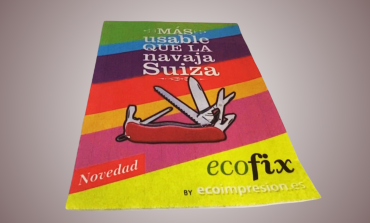 MÁS
usable
QUE LA
navaja
Suiza
Novedad
ecofix
BY ecoimpresion.es